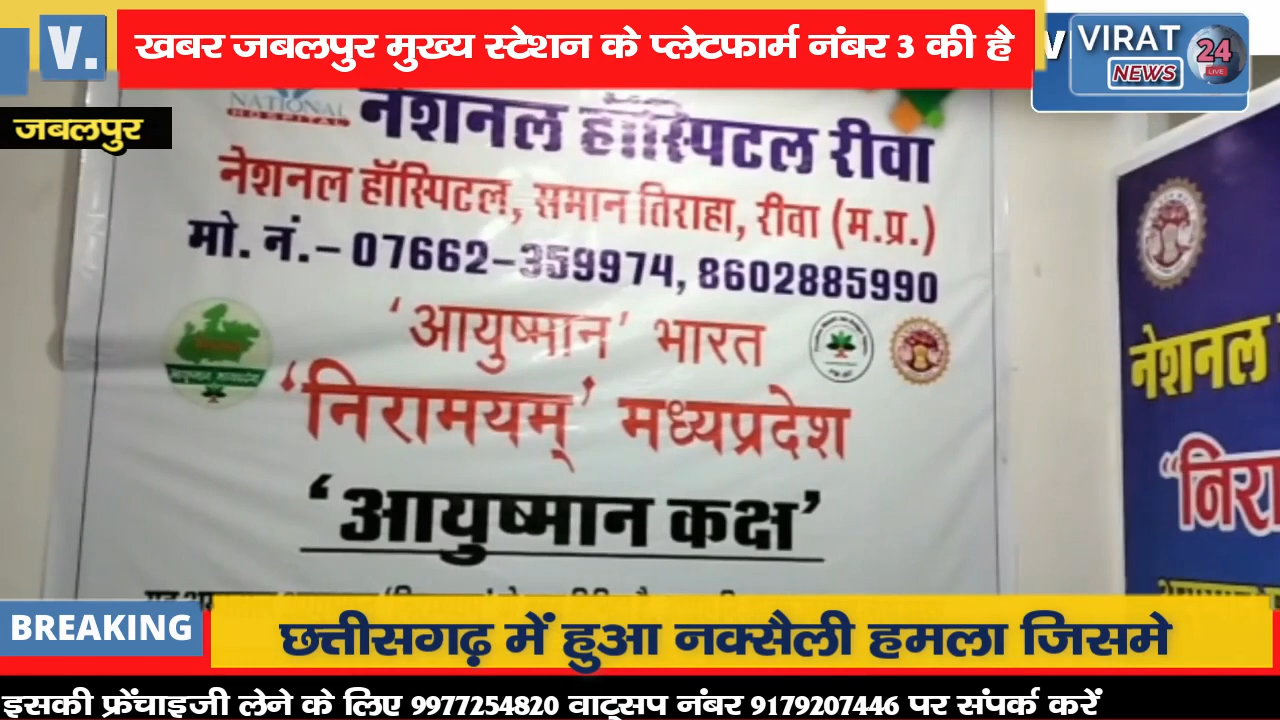 V.
खबर जबलपुर मुख्य स्टेशन के प्लेटफार्म नंबर 3 की है
VIRAT
24
LIVE
NEWS
जबलपुर
NATIONAL
HOSPITAL
नेशनल हॉस्पिटल रीवा
नेशनल हॉस्पिटल, समान तिराहा, रीवा (म.प्र.)
मो. नं.- 07662-359974, 8602885990
'आयुष्मान' भारत
'निरामयम्' मध्यप्रदेश
'आयुष्मान कक्ष'
नेशनल
BREAKING
छत्तीसगढ़ में हुआ नक्सैली हमला जिसमे
इसकी फ्रेंचाइजी लेने के लिए 9977254820 वाट्सप नंबर 9179207446 पर संपर्क करें